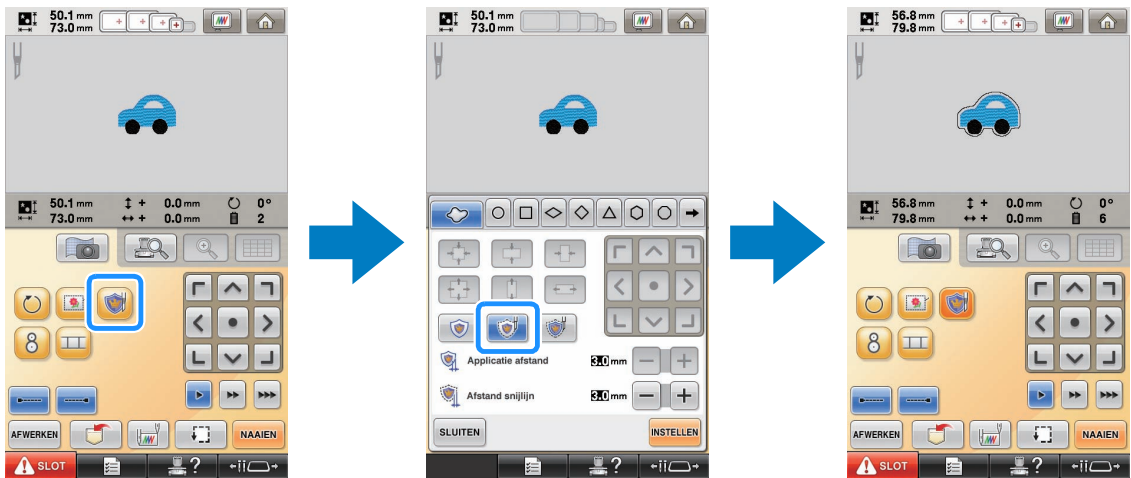 50.1 mm
73.0 mm
50.1 mm 0.0 mm 0°
73.0 mm 0.0 mm 2
8
AFWERKEN NAAIEN
SLOT ?
50.1 mm
73.0 mm
Applicatie afstand 3.0 mm
Afstand snijlijn 3.0 mm
SLUITEN INSTELLEN
?
56.8 mm
79.8 mm
56.8 mm 0.0 mm 0°
79.8 mm 0.0 mm 6
8
AFWERKEN NAAIEN
SLOT ?